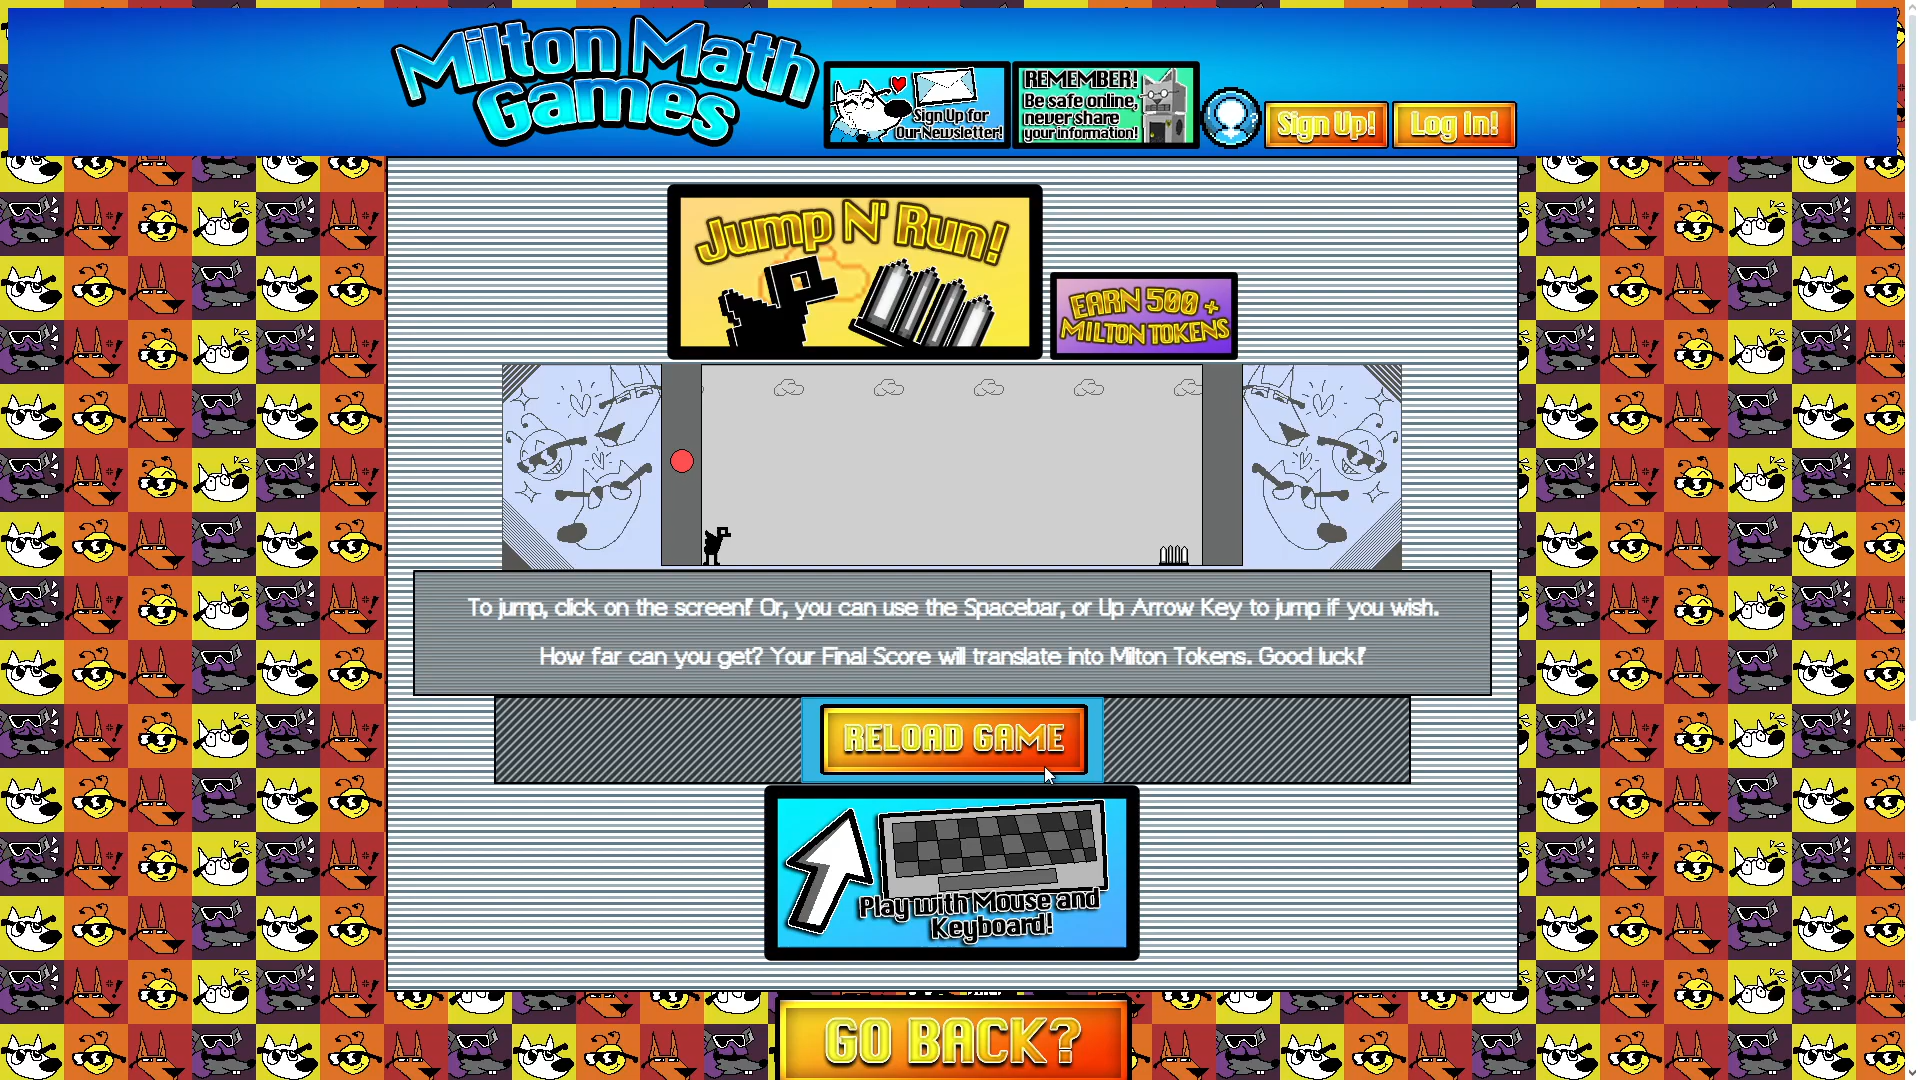 Milton Math
Games
Sign Up for
Our Newsletter!
REMEMBER!
Be safe online,
never share
your information!
Sign Up!
Log In!
Jump N' Run!
EARN 500 +
MILTON TOKENS
To jump, click on the screen! Or, you can use the Spacebar, or Up Arrow Key to jump if you wish.
How far can you get? Your Final Score will translate into Milton Tokens. Good luck!
RELOAD GAME
Play with Mouse and
Keyboard!
GO BACK?